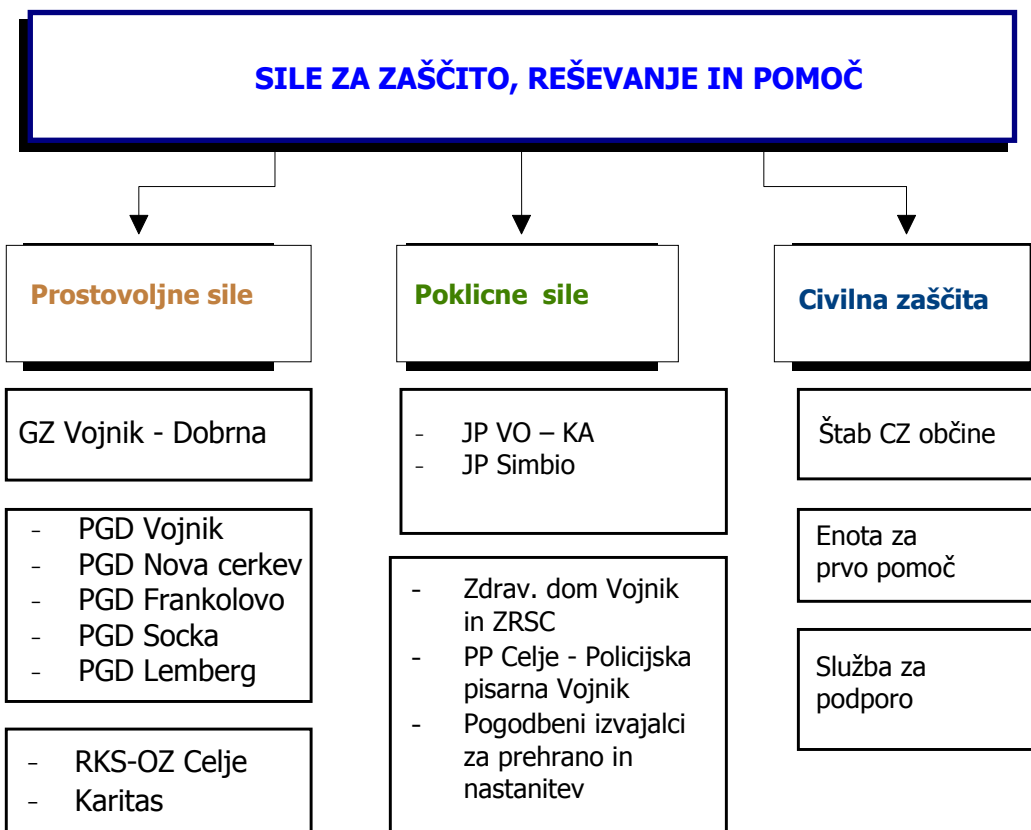 SILE ZA ZAŠČITO, REŠEVANJE IN POMOČ
Prostovoljne sile
GZ Vojnik - Dobrna
- PGD Vojnik
- PGD Nova cerkev
- PGD Frankolovo
- PGD Socka
- PGD Lemberg
- RKS-OZ Celje
- Karitas
Poklicne sile
- JP VO – KA
- JP Simbio
- Zdrav. dom Vojnik
in ZRSC
- PP Celje - Policijska
pisarna Vojnik
- Pogodbeni izvajalci
za prehrano in
nastanitev
Civilna zaščita
Štab CZ občine
Enota za
prvo pomoč
Služba za
podporo